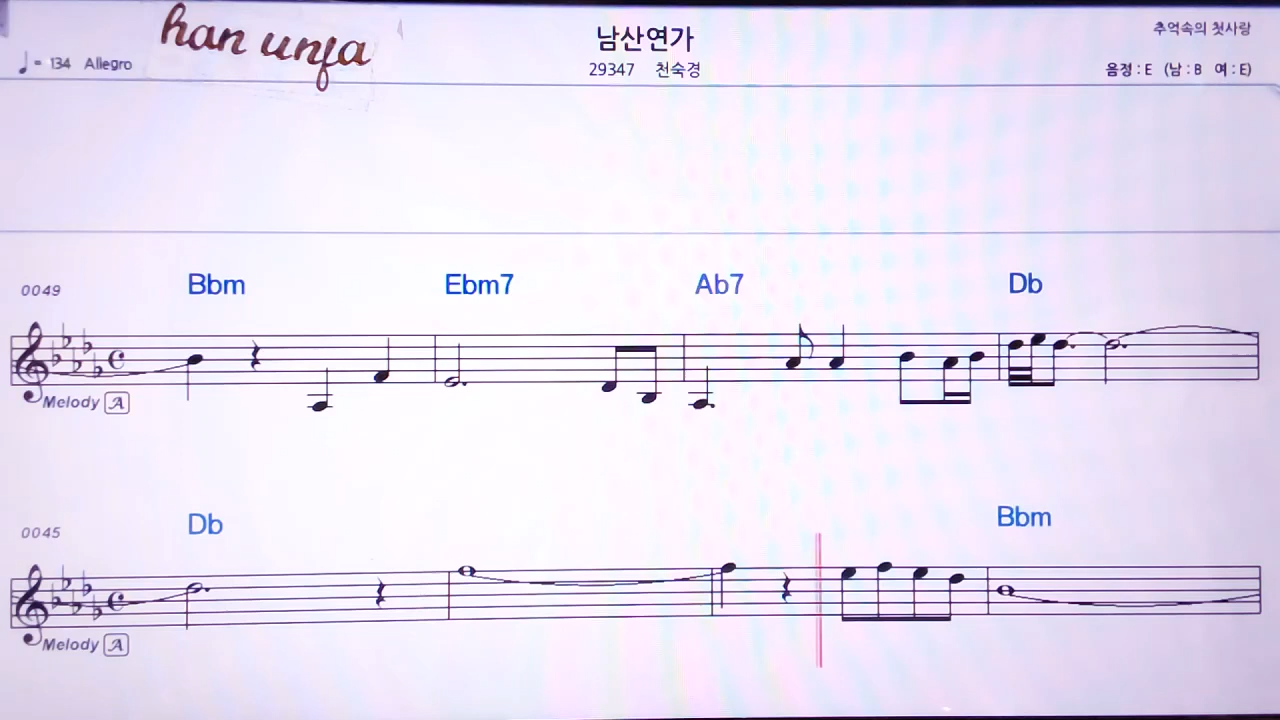 han unja
♩ = 134 Allegro
남산연가
29347 천숙경
추억속의 첫사랑
음정 : E (남 : B 여 : E)
0049
Bbm Ebm7 Ab7 Db
Melody A
0045
Db Bbm
Melody A